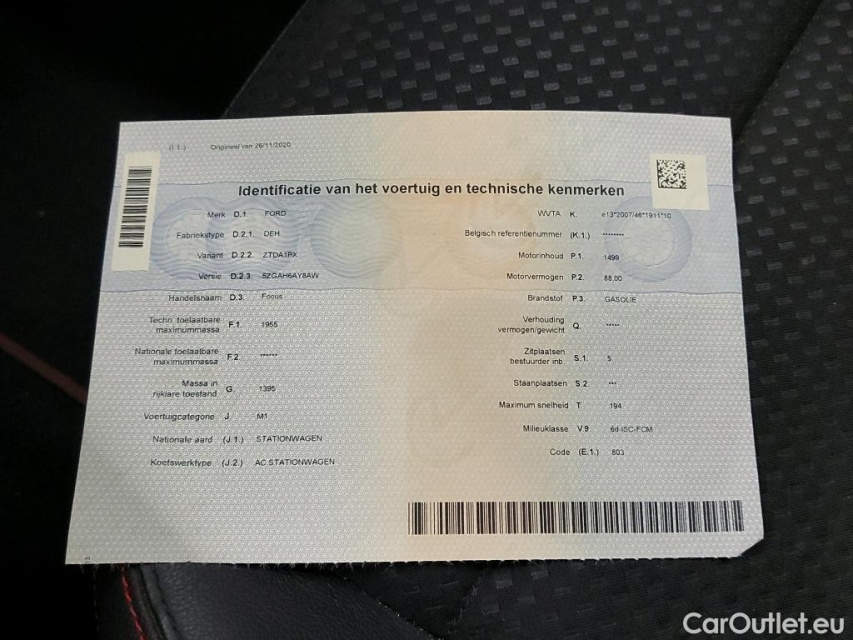 (I.1.) Origineel van 26/11/2020
Identificatie van het voertuig en technische kenmerken
Merk D.1. FORD
Fabriekstype D.2.1. DEH
Variant D.2.2. ZTDA1PX
Versie D.2.3. 5ZGAH6AY8AW
Handelsnaam D.3. Focus
Techn. toelaatbare
maximummassa F.1. 1955
Nationale toelaatbare
maximummassa F.2. ******
Massa in
rijklare toestand G. 1395
Voertuigcategorie J. M1
Nationale aard (J.1.) STATIONWAGEN
Koetswerktype (J.2.) AC STATIONWAGEN
WVTA K. e13*2007/46*1911*10
Belgisch referentienummer (K.1.) ********
Motorinhoud P.1. 1499
Motorvermogen P.2. 88,00
Brandstof P.3. GASOLIE
Verhouding
vermogen/gewicht Q. *****
Zitplaatsen
bestuurder inb. S.1. 5
Staanplaatsen S.2 ***
Maximum snelheid T. 194
Milieuklasse V.9 6d-ISC-FCM
Code (E.1.) 803
CarOutlet.eu